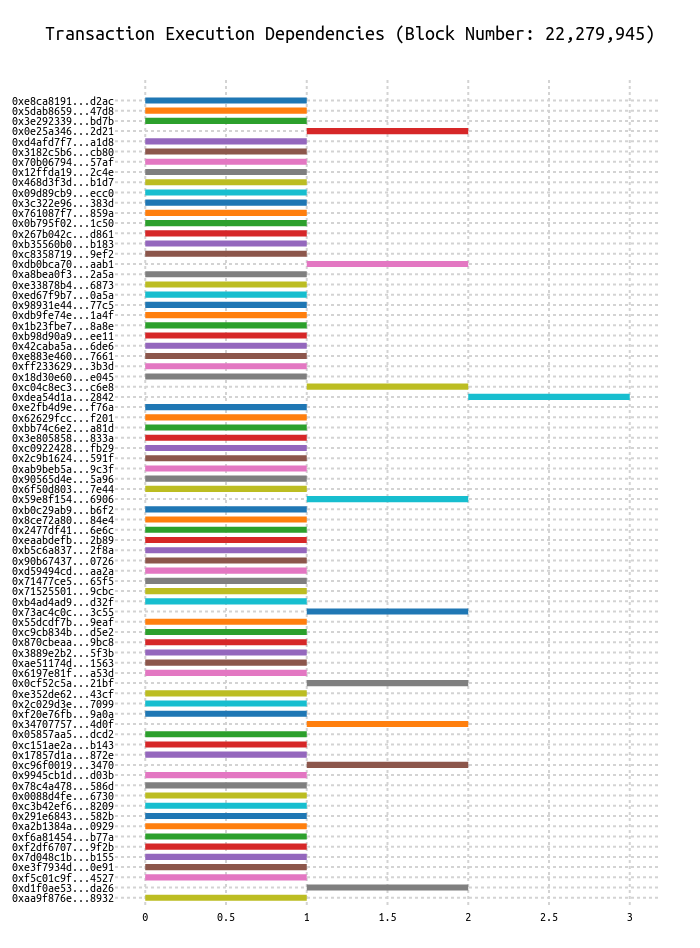 Transaction Execution Dependencies (Block Number: 22,279,945)
0xe8ca8191...d2ac
0x5dab8659...47d8
0x3e292339...bd7b
0x0e25a346...2d21
0xd4afd7f7...a1d8
0x3182c5b6...cb80
0x70b06794...57af
0x12ffda19...2c4e
0x468d3f3d...b1d7
0x09d89cb9...ecc0
0x3c322e96...383d
0x761087f7...859a
0x0b795f02...1c50
0x267b042c...d861
0xb35560b0...b183
0xc8358719...9ef2
0xdb0bca70...aab1
0xa8bea0f3...2a5a
0xe33878b4...6873
0xed67f9b7...0a5a
0x98931e44...77c5
0xdb9fe74e...1a4f
0x1b23fbe7...8a8e
0xb98d90a9...ee11
0x42caba5a...6de6
0xe883e460...7661
0xff233629...3b3d
0x18d30e60...e045
0xc04c8ec3...c6e8
0xdea54d1a...2842
0xe2fb4d9e...f76a
0x62629fcc...f201
0xbb74c6e2...a81d
0x3e805858...833a
0xc0922428...fb29
0x2c9b1624...591f
0xab9beb5a...9c3f
0x90565d4e...5a96
0x6f50d803...7e44
0x59e8f154...6906
0xb0c29ab9...b6f2
0x8ce72a80...84e4
0x2477df41...6e6c
0xeaabdefb...2b89
0xb5c6a837...2f8a
0x90b67437...0726
0xd59494cd...aa2a
0x71477ce5...65f5
0x71525501...9cbc
0xb4ad4ad9...d32f
0x73ac4c0c...3c55
0x55dcdf7b...9eaf
0xc9cb834b...d5e2
0x870cbeaa...9bc8
0x3889e2b2...5f3b
0xae51174d...1563
0x6197e81f...a53d
0x0cf52c5a...21bf
0xe352de62...43cf
0x2c029d3e...7099
0xf20e76fb...9a0a
0x34707757...4d0f
0x05857aa5...dcd2
0xc151ae2a...b143
0x17857d1a...872e
0xc96f0019...3470
0x9945cb1d...d03b
0x78c4a478...586d
0x0088d4fe...6730
0xc3b42ef6...8209
0x291e6843...582b
0xa2b1384a...0929
0xf6a81454...b77a
0xf2df6707...9f2b
0x7d048c1b...b155
0xe3f7934d...0e91
0xf5c01c9f...4527
0xd1f0ae53...da26
0xaa9f876e...8932
0 0.5 1 1.5 2 2.5 3